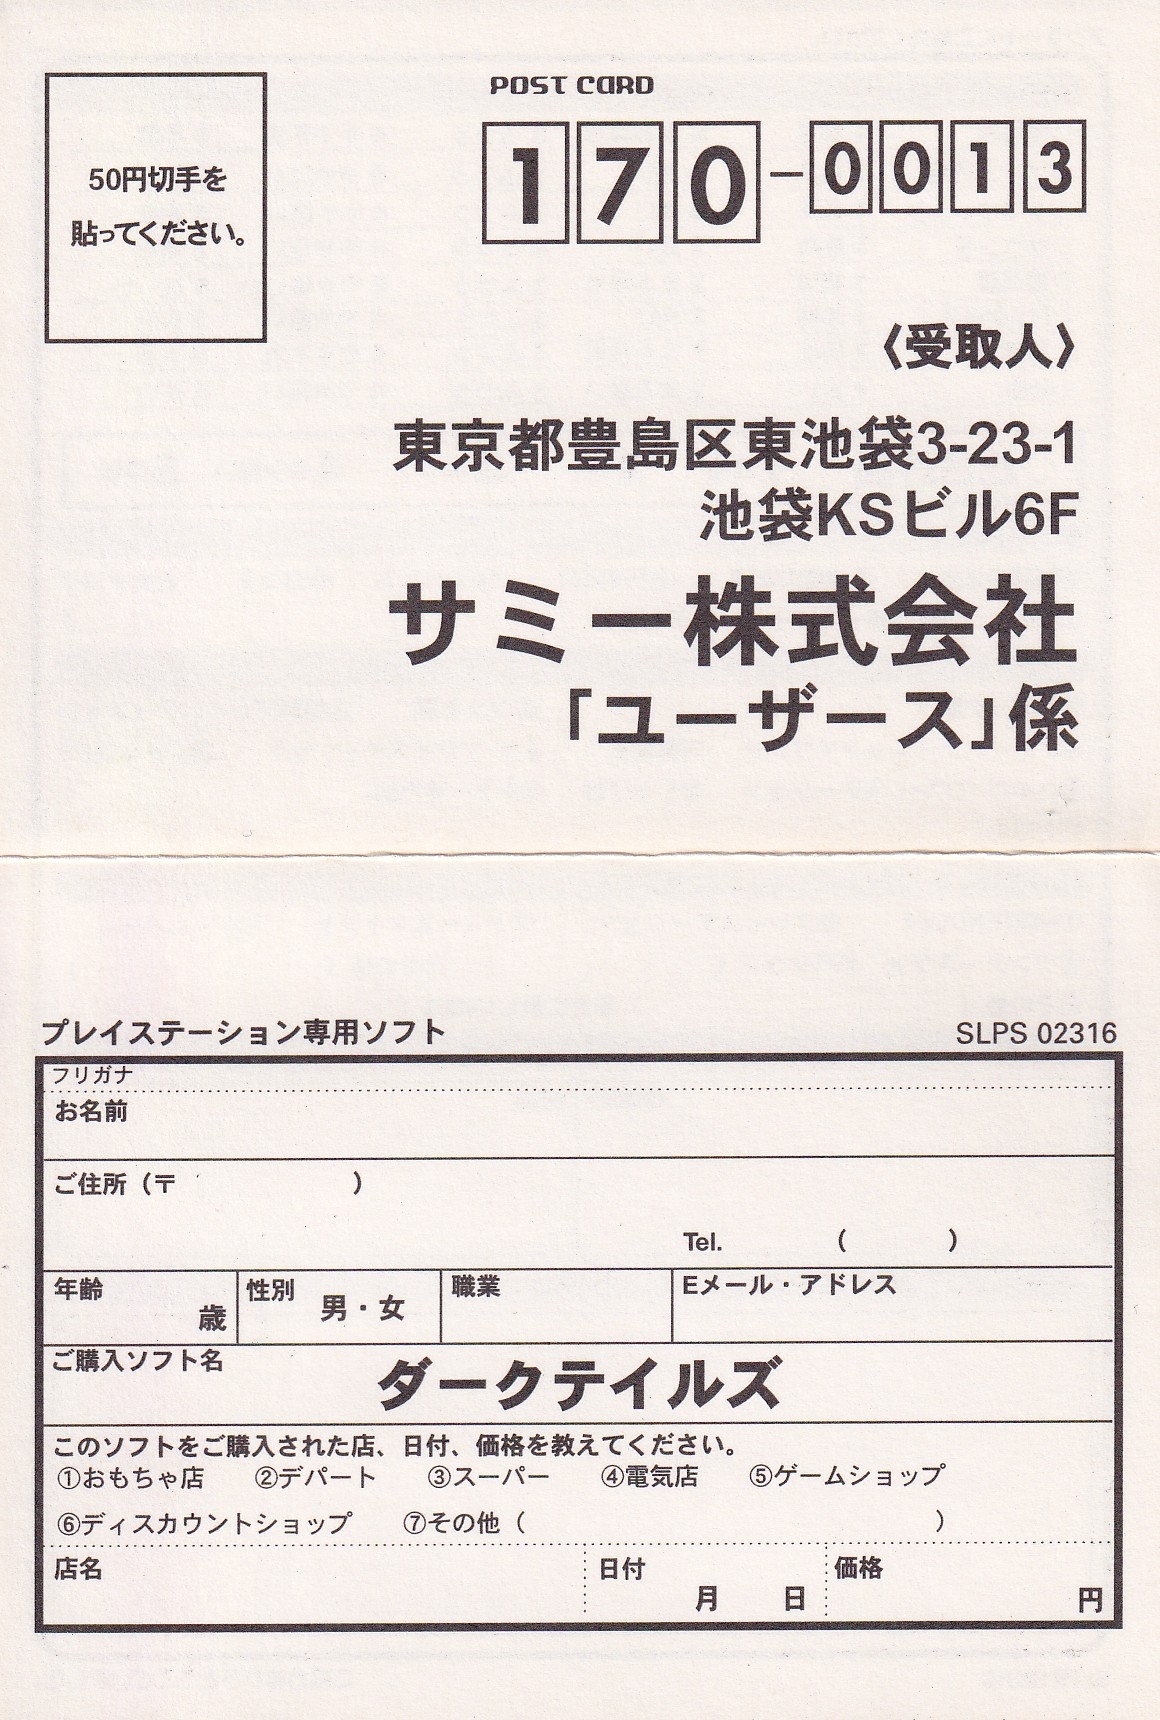 POST CARD
50円切手を
貼ってください。
170-0013
〈受取人〉
東京都豊島区東池袋3-23-1
池袋KSビル6F
サミー株式会社
「ユーザース」係
プレイステーション専用ソフト SLPS 02316
フリガナ
お名前
ご住所（〒 ）
Tel. （ ）
年齢 歳 性別 男・女 職業 Eメール・アドレス
ご購入ソフト名 ダークテイルズ
このソフトをご購入された店、日付、価格を教えてください。
①おもちゃ店 ②デパート ③スーパー ④電気店 ⑤ゲームショップ
⑥ディスカウントショップ ⑦その他（ ）
店名 日付 月 日 価格 円